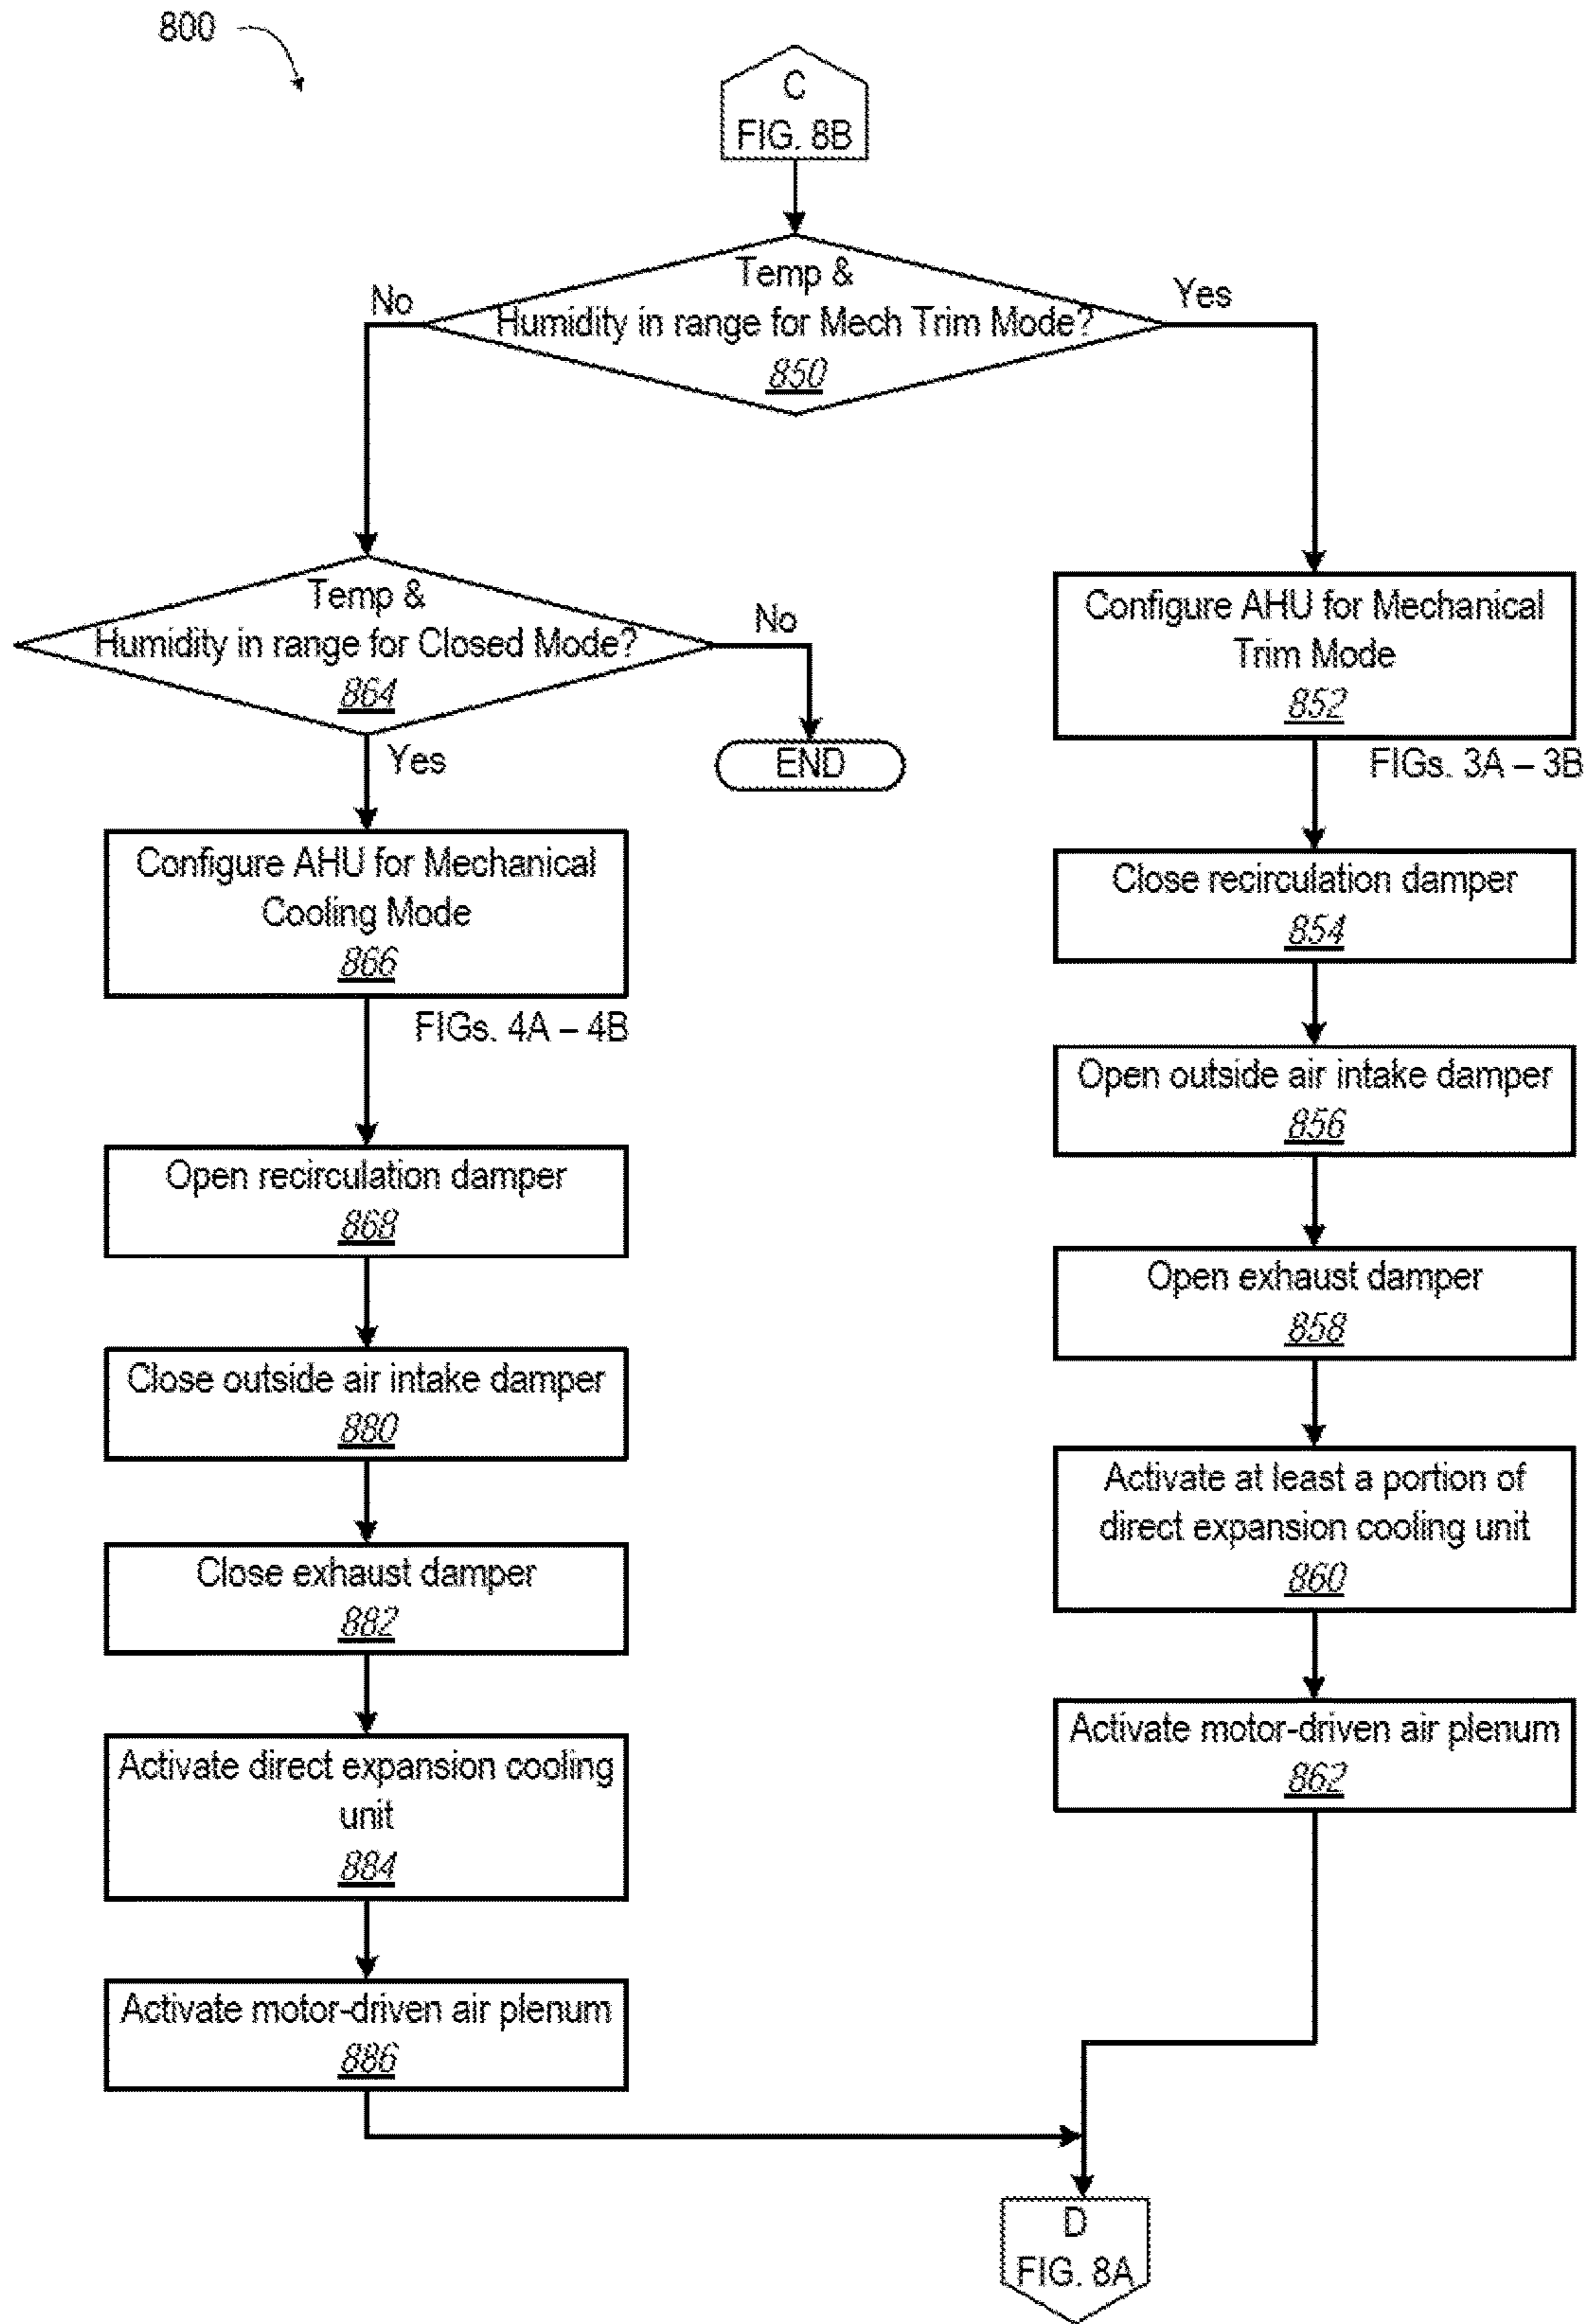 800
C
FIG. 8B
Temp &
Humidity in range for Mech Trim Mode?
850
No
Yes
Temp &
Humidity in range for Closed Mode?
864
No
Yes
END
Configure AHU for Mechanical
Trim Mode
852
FIGs. 3A – 3B
Configure AHU for Mechanical
Cooling Mode
866
FIGs. 4A – 4B
Close recirculation damper
854
Open outside air intake damper
856
Open recirculation damper
868
Open exhaust damper
858
Close outside air intake damper
880
Activate at least a portion of
direct expansion cooling unit
860
Close exhaust damper
882
Activate motor-driven air plenum
862
Activate direct expansion cooling
unit
884
Activate motor-driven air plenum
886
D
FIG. 8A